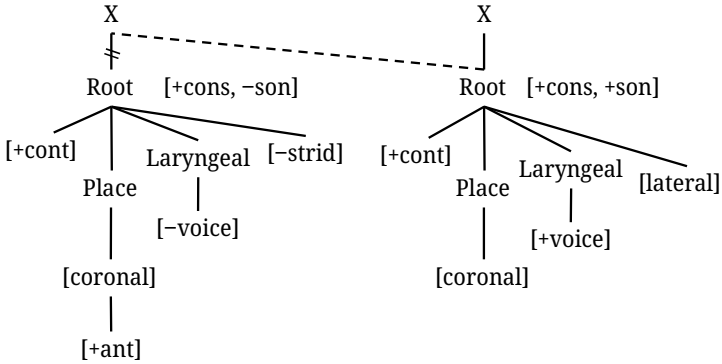 X X
Root [+cons, −son] Root [+cons, +son]
[+cont] Laryngeal [−strid] [+cont] Laryngeal [lateral]
Place [−voice] Place [+voice]
[coronal] [coronal]
[+ant]